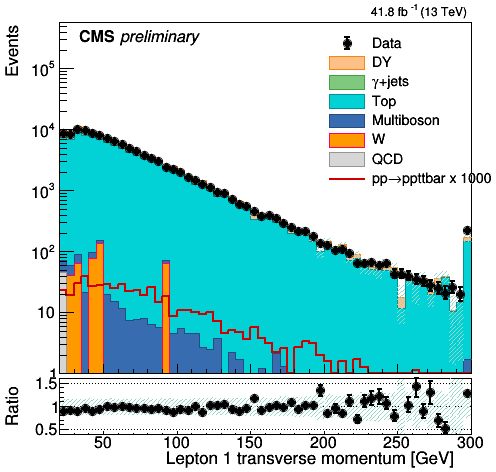 41.8 fb⁻¹ (13 TeV)
CMS preliminary
Events
10⁵
10⁴
10³
10²
10
1
Data
DY
γ+jets
Top
Multiboson
W
QCD
pp→ppttbar x 1000
Ratio
1.5
1
0.5
50 100 150 200 250 300
Lepton 1 transverse momentum [GeV]